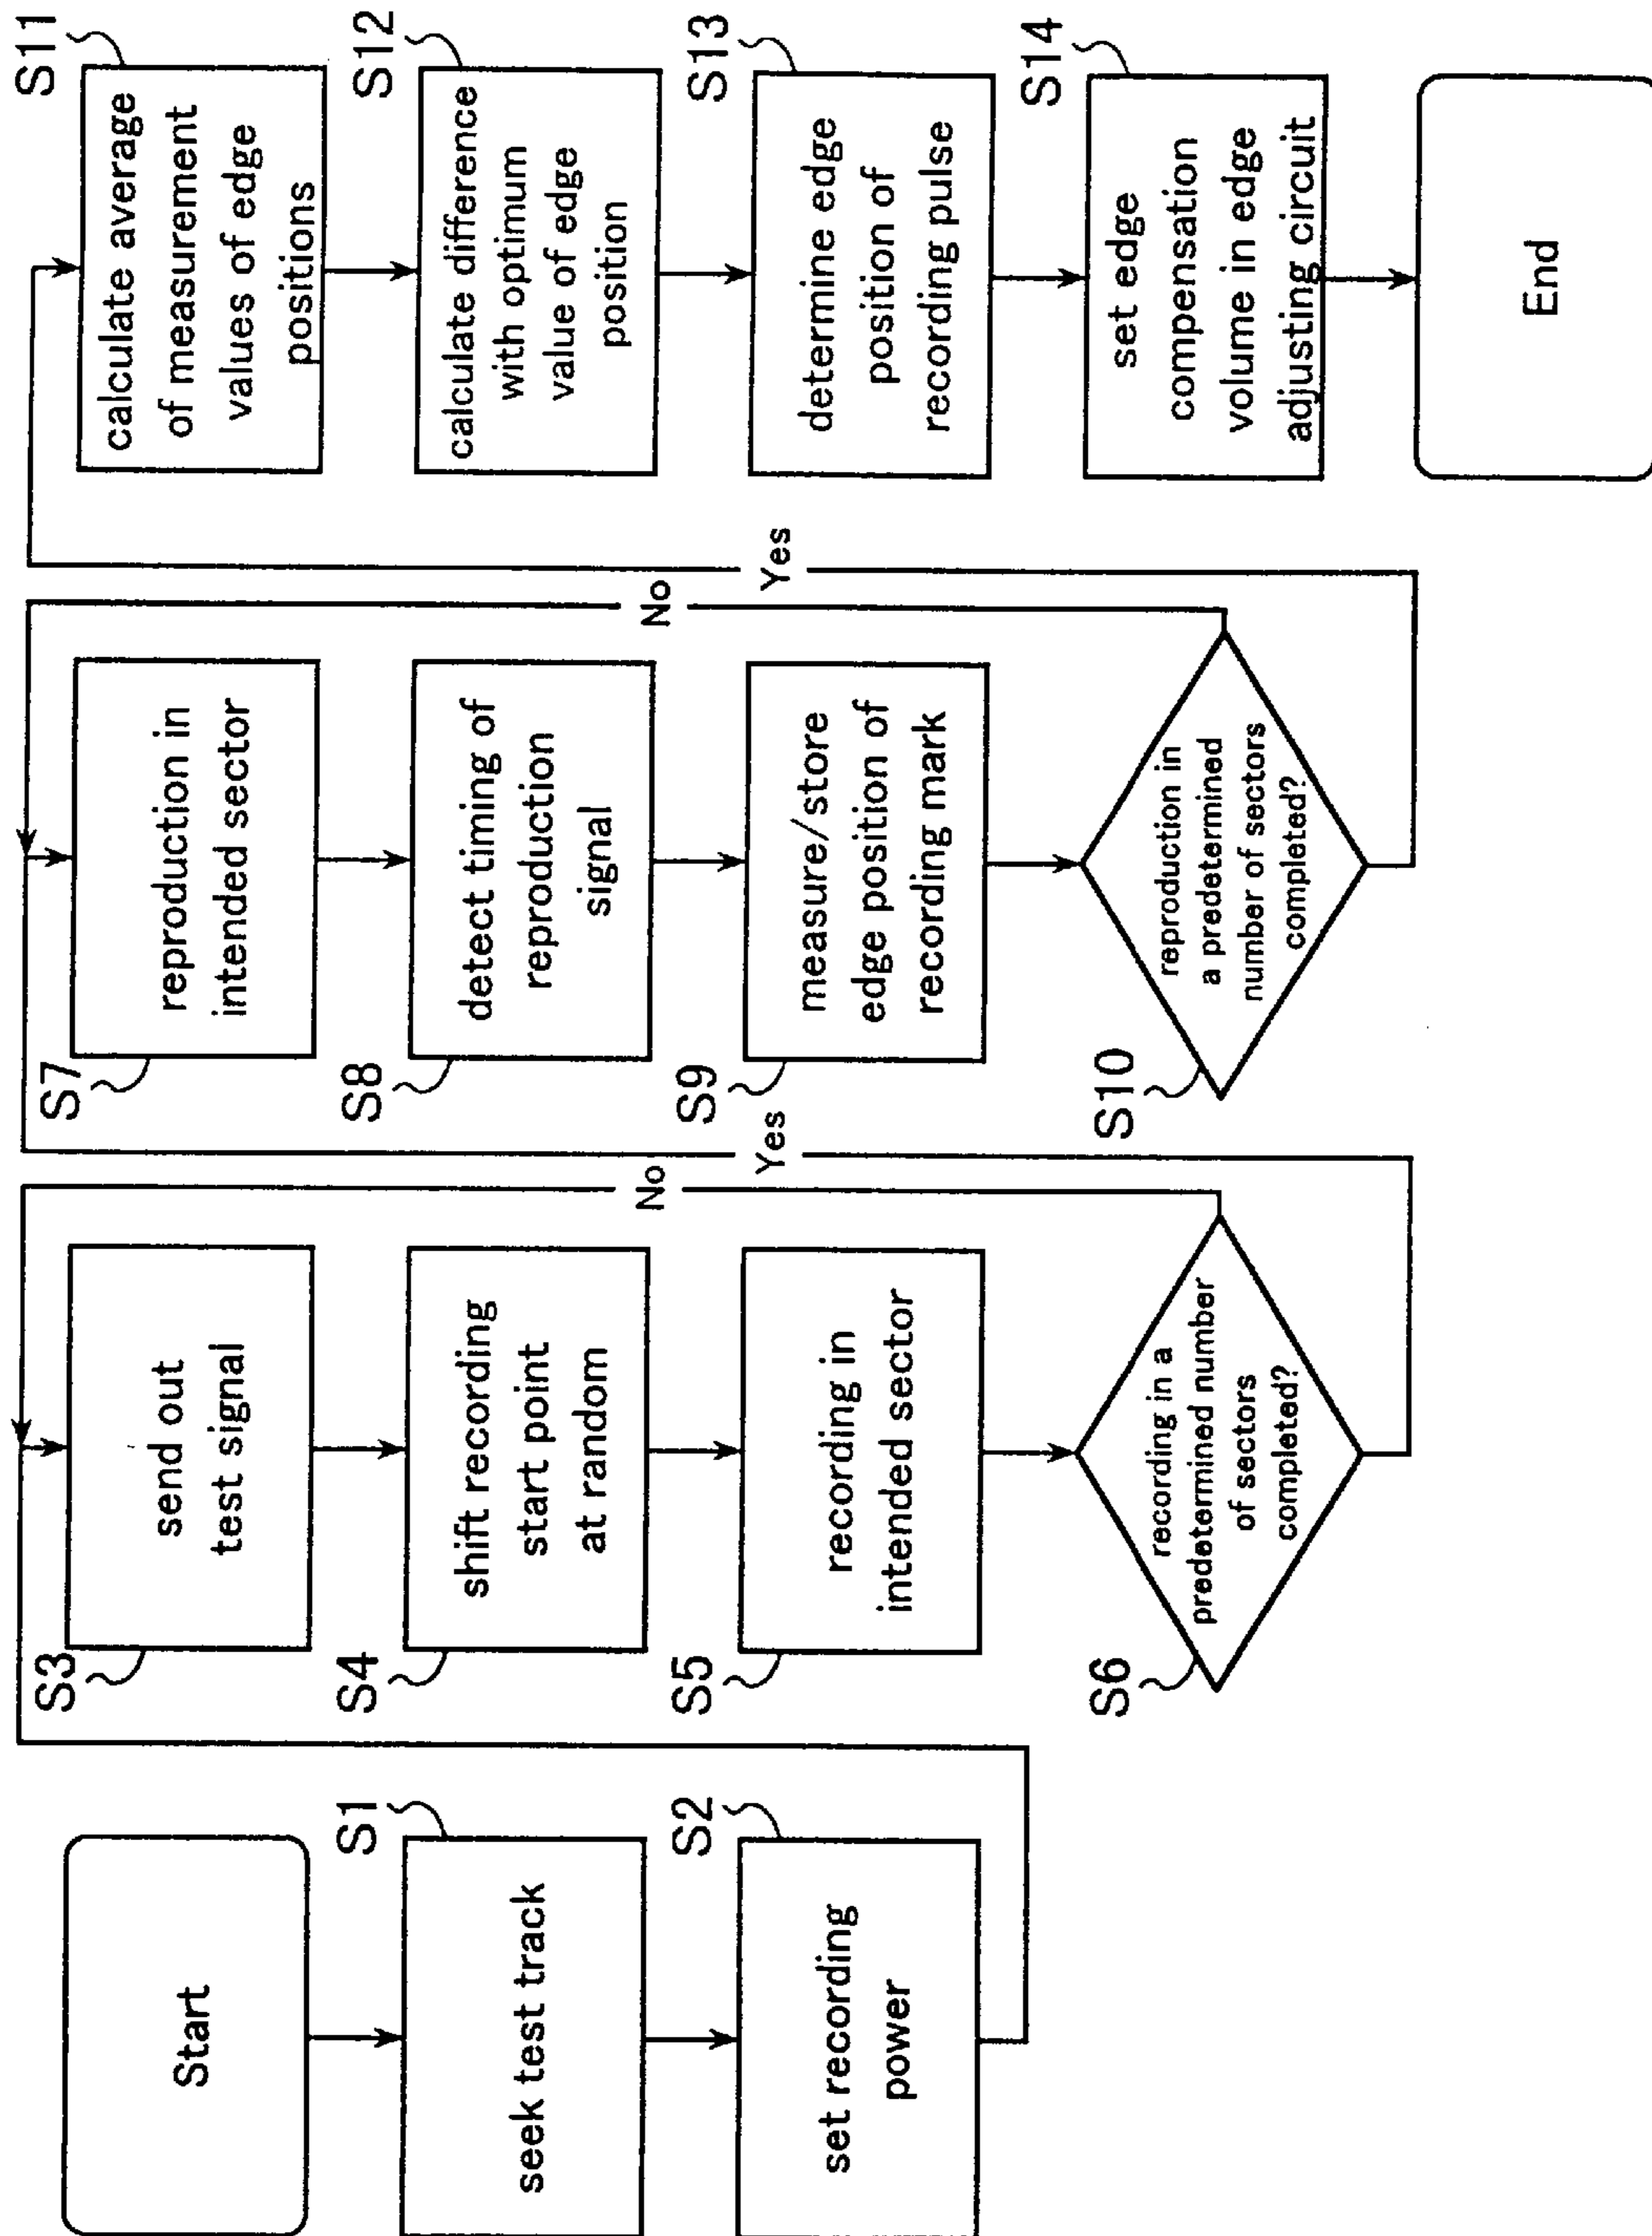 Start
S1
seek test track
S2
set recording
power
S3
send out
test signal
S4
shift recording
start point
at random
S5
recording in
intended sector
S6
recording in a
predetermined number
of sectors
completed?
No
Yes
S7
reproduction in
intended sector
S8
detect timing of
reproduction
signal
S9
measure/store
edge position of
recording mark
S10
reproduction in
a predetermined
number of sectors
completed?
No
Yes
S11
calculate average
of measurement
values of edge
positions
S12
calculate difference
with optimum
value of edge
position
S13
determine edge
position of
recording pulse
S14
set edge
compensation
volume in edge
adjusting circuit
End